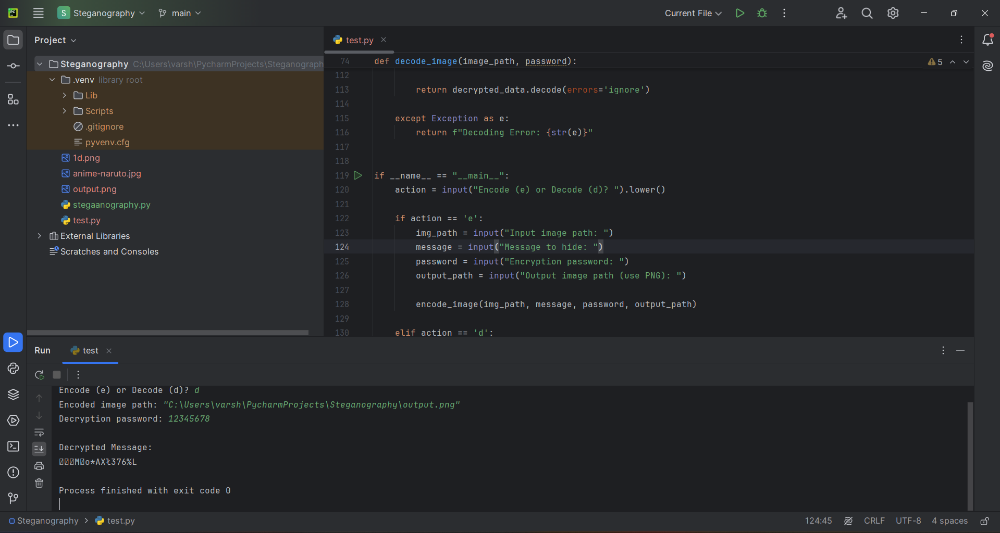 PC
S Steganography main Current File
Project
Steganography C:\Users\varsh\PycharmProjects\Steganograph
.venv library root
Lib
Scripts
.gitignore
pyvenv.cfg
1d.png
anime-naruto.jpg
output.png
stegaanography.py
test.py
External Libraries
Scratches and Consoles
test.py
74 def decode_image(image_path, password): 5
112
113 return decrypted_data.decode(errors='ignore')
114
115 except Exception as e:
116 return f"Decoding Error: {str(e)}"
117
118
119 if __name__ == "__main__":
120 action = input("Encode (e) or Decode (d)? ").lower()
121
122 if action == 'e':
123 img_path = input("Input image path: ")
124 message = input("Message to hide: ")
125 password = input("Encryption password: ")
126 output_path = input("Output image path (use PNG): ")
127
128 encode_image(img_path, message, password, output_path)
129
130 elif action == 'd':
Run test
Encode (e) or Decode (d)? d
Encoded image path: "C:\Users\varsh\PycharmProjects\Steganography\output.png"
Decryption password: 12345678
Decrypted Message:
Process finished with exit code 0
Steganography > test.py 124:45 CRLF UTF-8 4 spaces